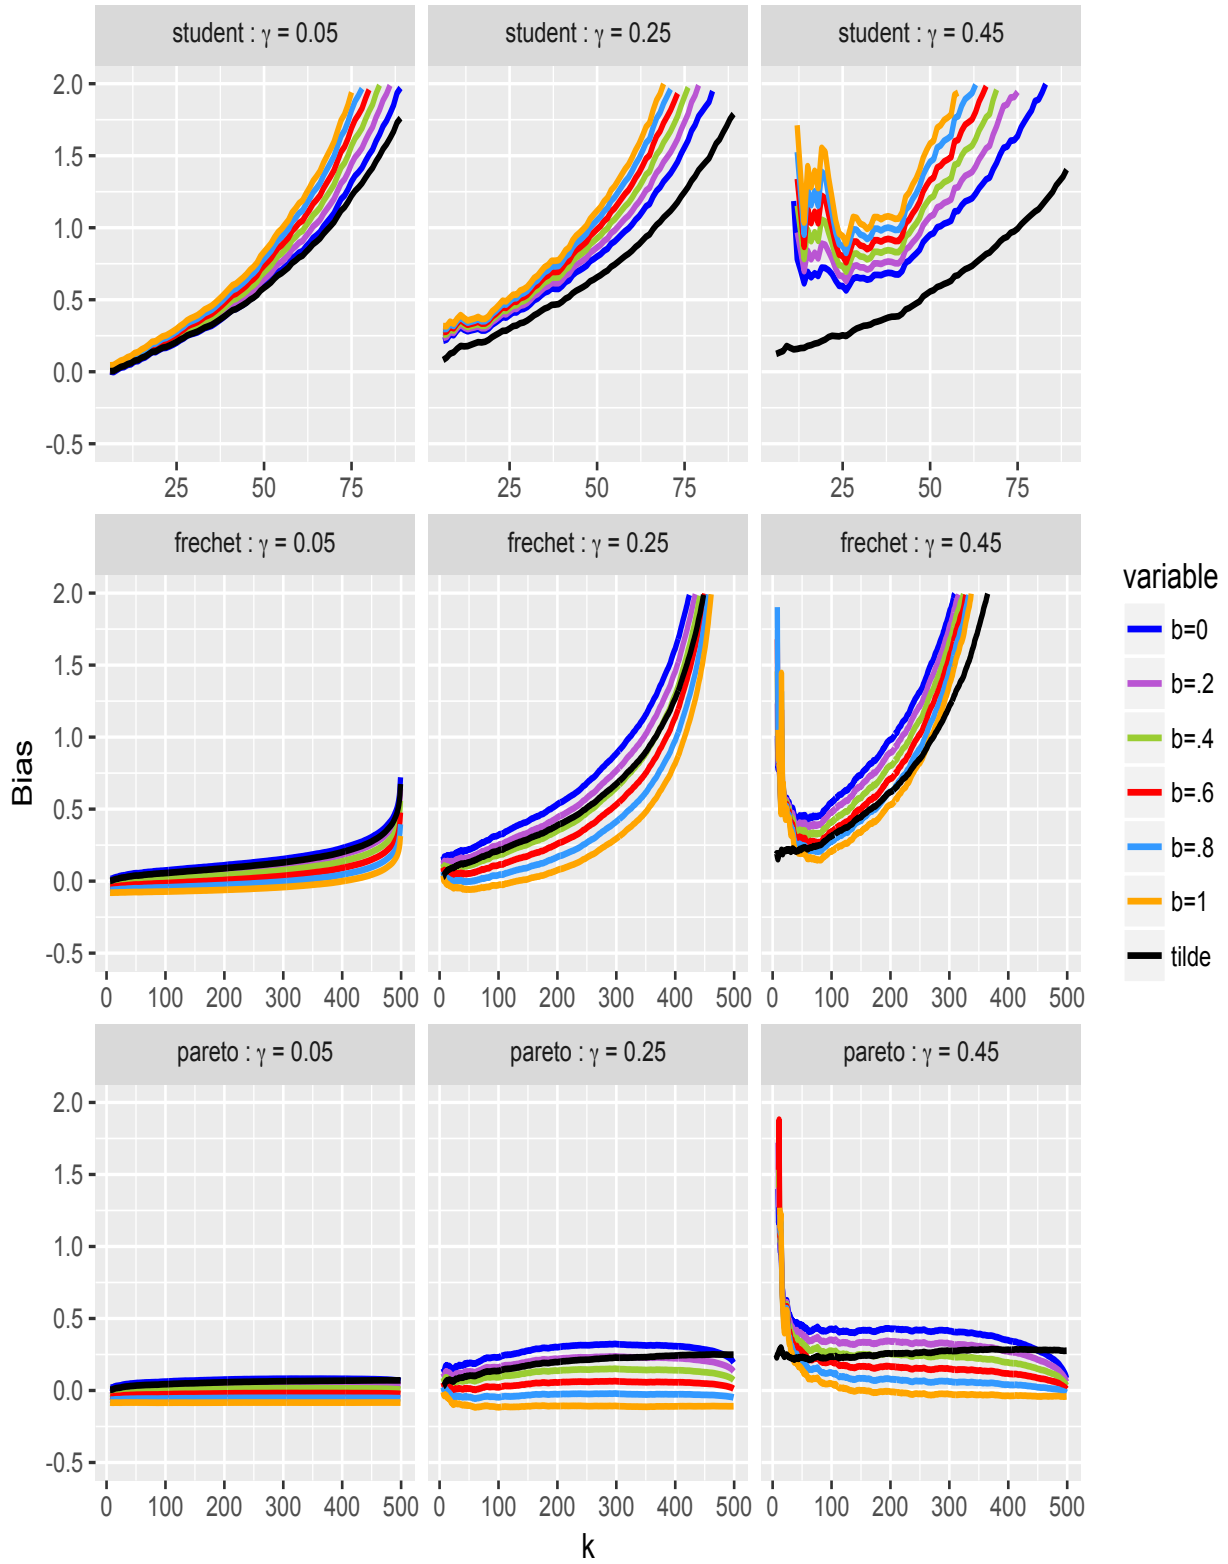 student : γ = 0.05
student : γ = 0.25
student : γ = 0.45
2.0
1.5
1.0
0.5
0.0
-0.5
25 50 75
25 50 75
25 50 75
frechet : γ = 0.05
frechet : γ = 0.25
frechet : γ = 0.45
2.0
1.5
1.0
0.5
0.0
-0.5
0 100 200 300 400 500
0 100 200 300 400 500
0 100 200 300 400 500
pareto : γ = 0.05
pareto : γ = 0.25
pareto : γ = 0.45
2.0
1.5
1.0
0.5
0.0
-0.5
0 100 200 300 400 500
0 100 200 300 400 500
0 100 200 300 400 500
Bias
k
variable
b=0
b=.2
b=.4
b=.6
b=.8
b=1
tilde